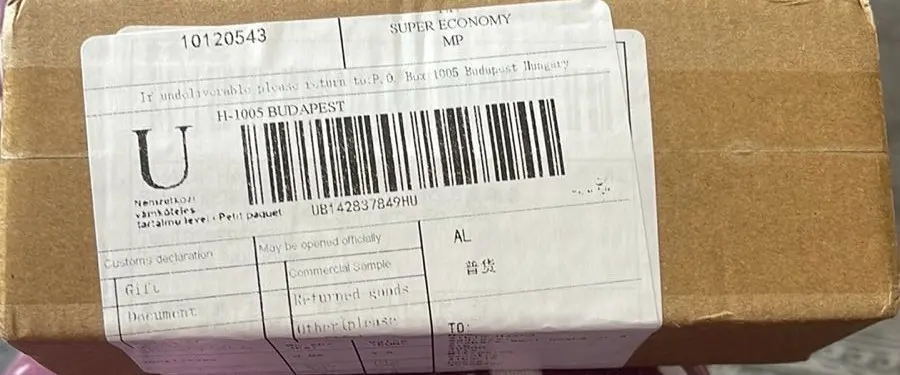 10120543
SUPER ECONOMY
MP
If undeliverable please return to:P.O. Box 1005 Budapest Hungary
H-1005 BUDAPEST
U
Nemzetközi
vámköteles
tartalmú levél - Petit paquet
UB142837849HU
Customs declaration
May be opened officially
AL
Gift
Commercial Sample
普货
Document
Returned goods
Other(please
TO: